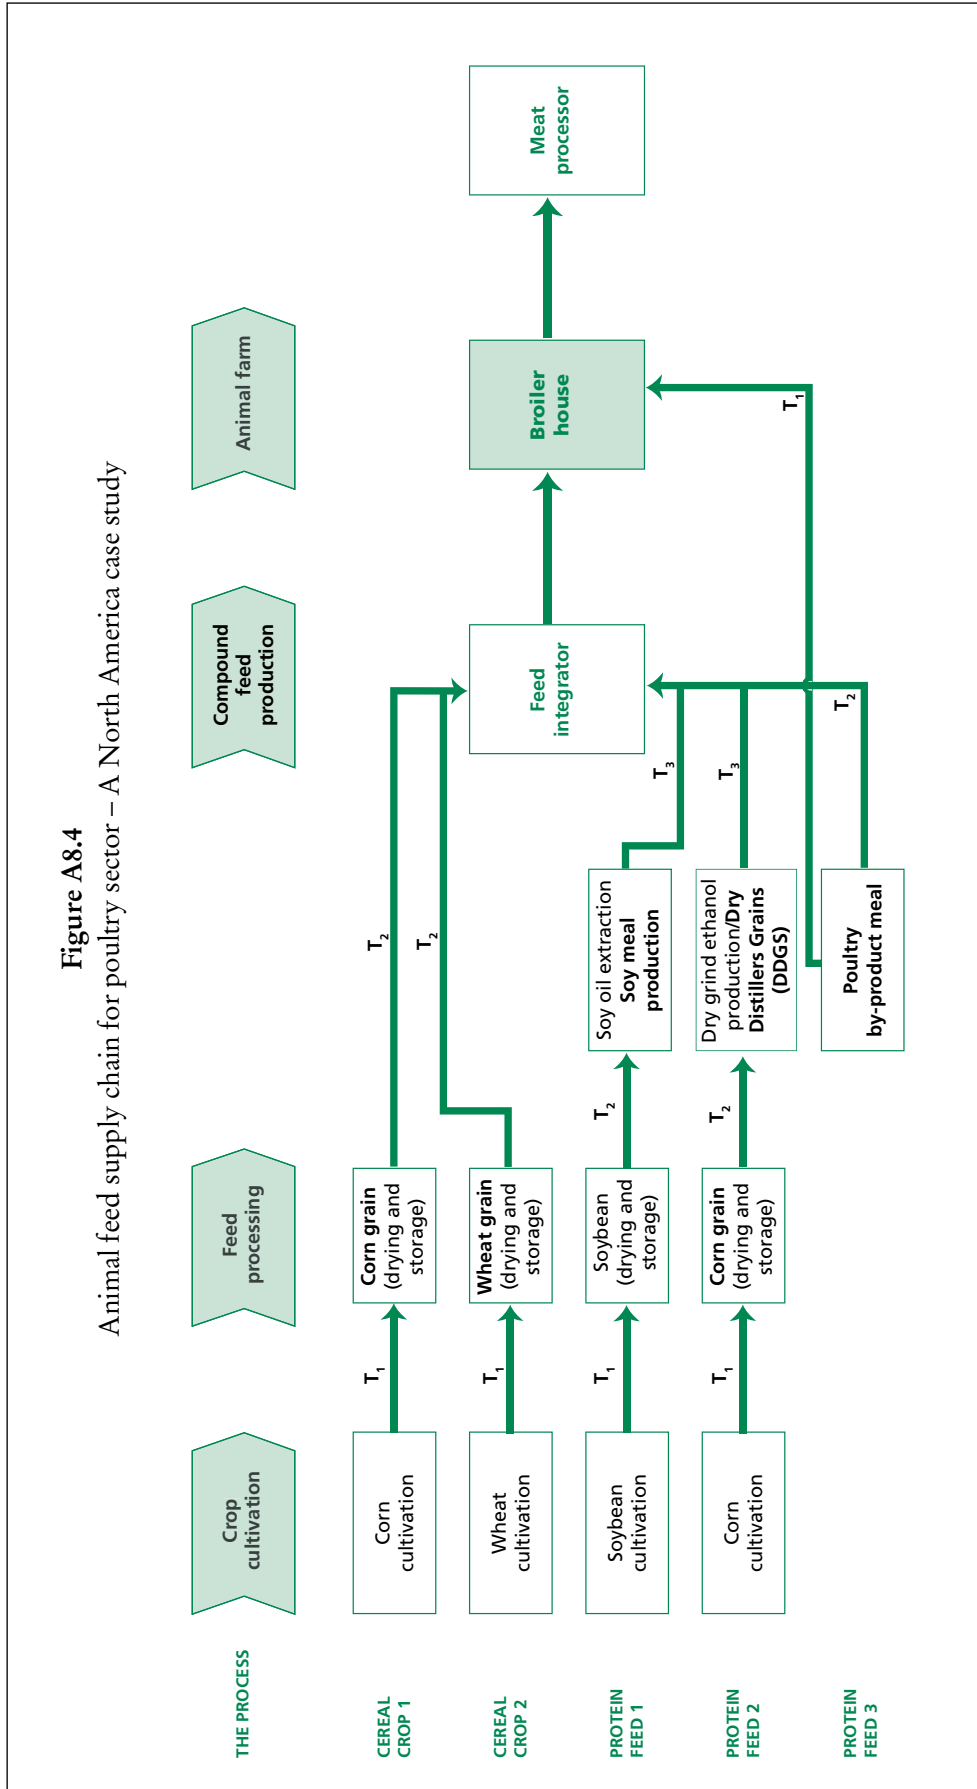 Figure A8.4
Animal feed supply chain for poultry sector – A North America case study
THE PROCESS
Crop
cultivation
Feed
processing
Compound
feed
production
Animal farm
CEREAL
CROP 1
Corn
cultivation
T1
Corn grain
(drying and
storage)
T2
CEREAL
CROP 2
Wheat
cultivation
T1
Wheat grain
(drying and
storage)
T2
Feed
integrator
Broiler
house
Meat
processor
PROTEIN
FEED 1
Soybean
cultivation
T1
Soybean
(drying and
storage)
T2
Soy oil extraction
Soy meal
production
T3
PROTEIN
FEED 2
Corn
cultivation
T1
Corn grain
(drying and
storage)
T2
Dry grind ethanol
production/Dry
Distillers Grains
(DDGS)
T3
PROTEIN
FEED 3
Poultry
by-product meal
T2
T1